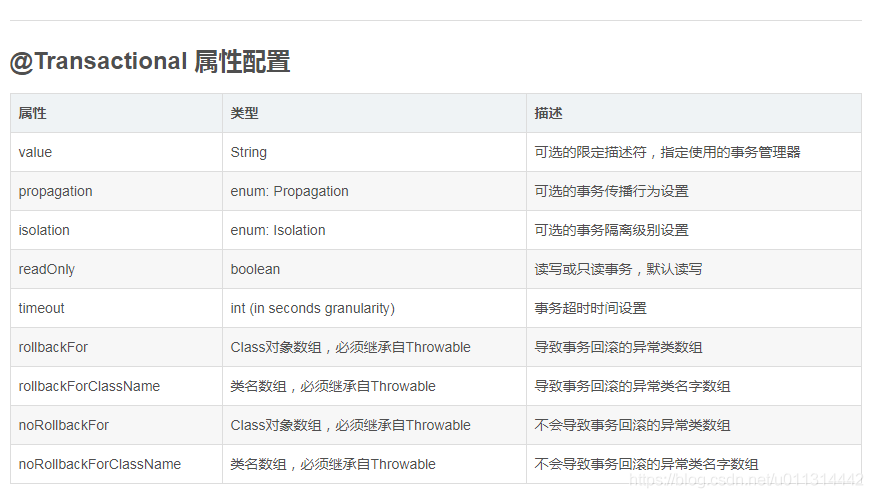 @Transactional 属性配置
属性 类型 描述
value String 可选的限定描述符，指定使用的事务管理器
propagation enum: Propagation 可选的事务传播行为设置
isolation enum: Isolation 可选的事务隔离级别设置
readOnly boolean 读写或只读事务，默认读写
timeout int (in seconds granularity) 事务超时时间设置
rollbackFor Class对象数组，必须继承自Throwable 导致事务回滚的异常类数组
rollbackForClassName 类名数组，必须继承自Throwable 导致事务回滚的异常类名字数组
noRollbackFor Class对象数组，必须继承自Throwable 不会导致事务回滚的异常类数组
noRollbackForClassName 类名数组，必须继承自Throwable 不会导致事务回滚的异常类名字数组
https://blog.csdn.net/u011314442